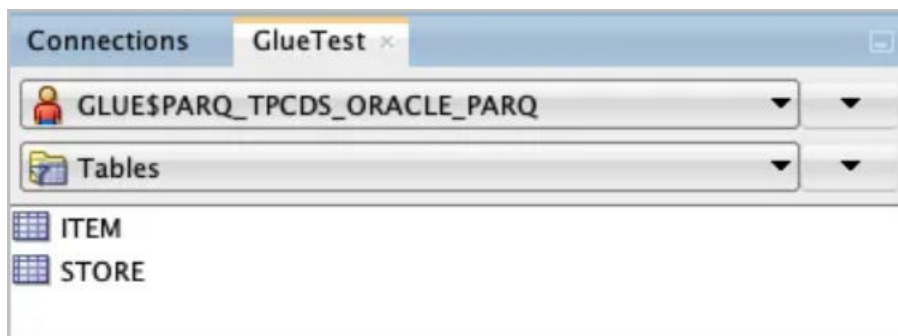 Connections GlueTest
GLUE$PARQ_TPCDS_ORACLE_PARQ
Tables
ITEM
STORE